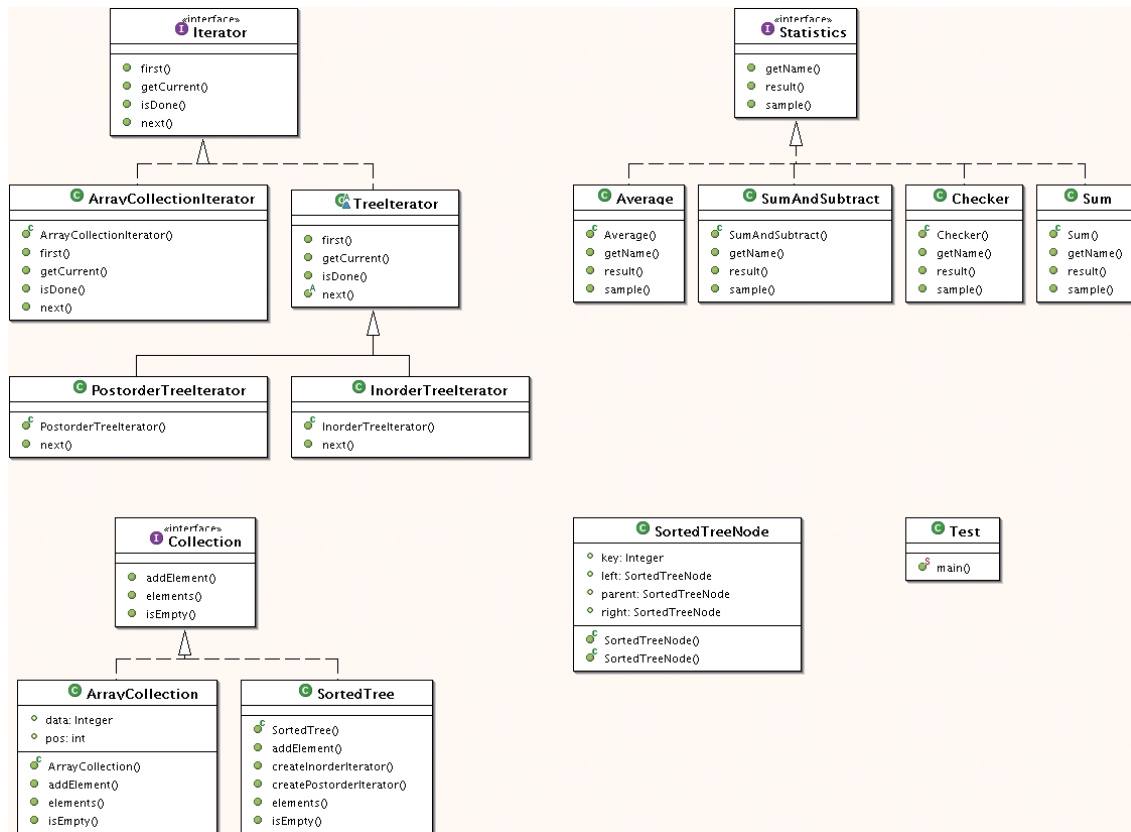 «interface»
Iterator
first()
getCurrent()
isDone()
next()
«interface»
Statistics
getName()
result()
sample()
ArrayCollectionIterator
ArrayCollectionIterator()
first()
getCurrent()
isDone()
next()
TreeIterator
first()
getCurrent()
isDone()
next()
Average
Average()
getName()
result()
sample()
SumAndSubtract
SumAndSubtract()
getName()
result()
sample()
Checker
Checker()
getName()
result()
sample()
Sum
Sum()
getName()
result()
sample()
PostorderTreeIterator
PostorderTreeIterator()
next()
InorderTreeIterator
InorderTreeIterator()
next()
«interface»
Collection
addElement()
elements()
isEmpty()
SortedTreeNode
key: Integer
left: SortedTreeNode
parent: SortedTreeNode
right: SortedTreeNode
SortedTreeNode()
SortedTreeNode()
Test
main()
ArrayCollection
data: Integer
pos: int
ArrayCollection()
addElement()
elements()
isEmpty()
SortedTree
SortedTree()
addElement()
createInorderIterator()
createPostorderIterator()
elements()
isEmpty()